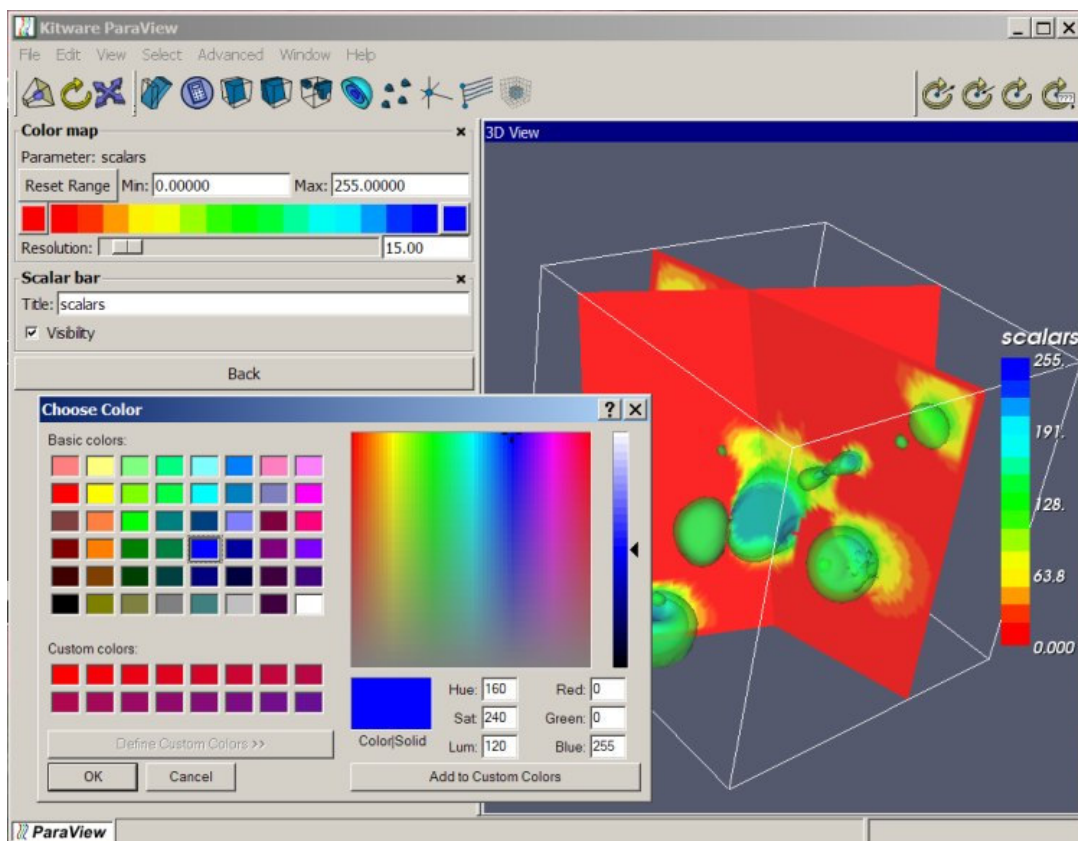 Kitware ParaView
File Edit View Select Advanced Window Help
???
Color map
Parameter: scalars
Reset Range Min: 0.00000 Max: 255.00000
Resolution: 15.00
Scalar bar
Title: scalars
Visibility
Back
3D View
scalars
255.
191.
128.
63.8
0.000
Choose Color
Basic colors:
Custom colors:
Define Custom Colors >>
OK Cancel
Color|Solid
Hue: 160 Red: 0
Sat: 240 Green: 0
Lum: 120 Blue: 255
Add to Custom Colors
ParaView